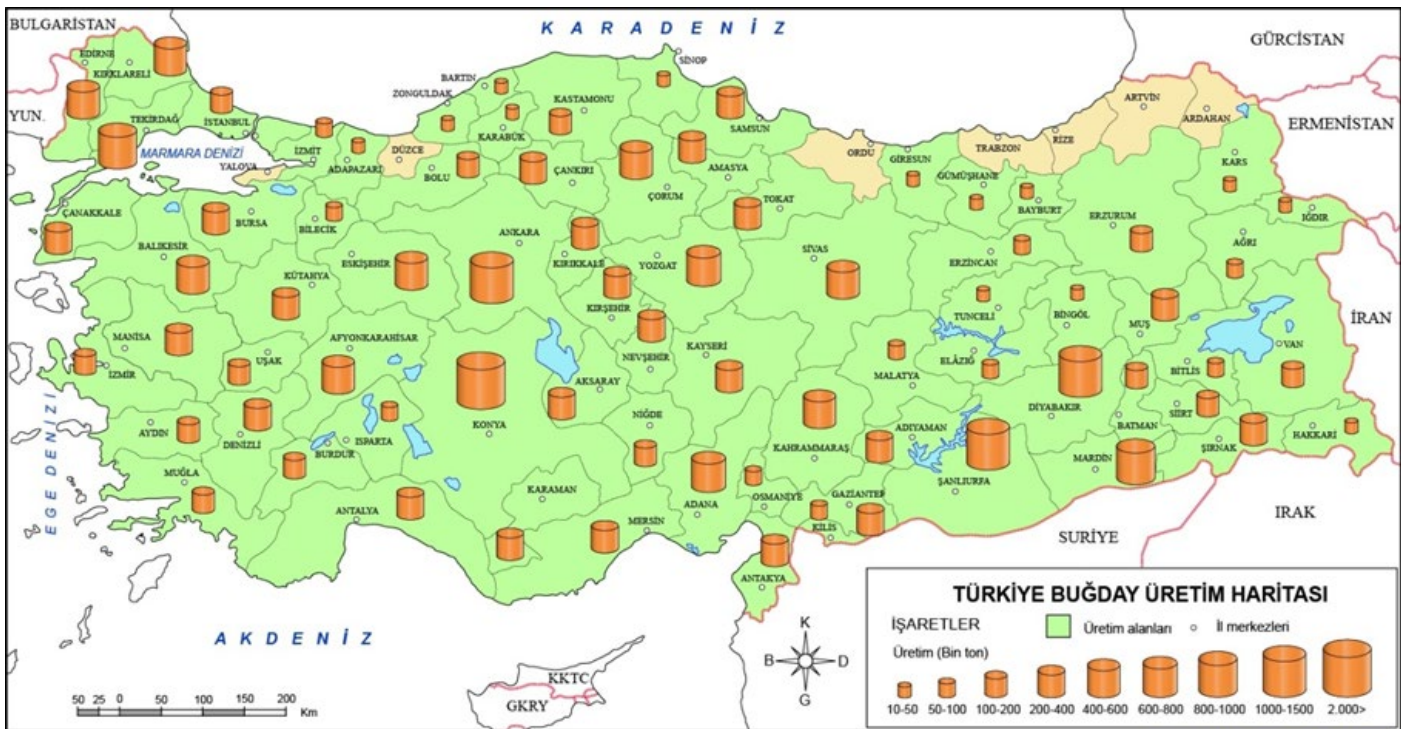 BULGARİSTAN
KARADENİZ
GÜRCİSTAN
EDİRNE
KIRKLARELİ
SİNOP
BARTIN
ZONGULDAK
KASTAMONU
ARTVİN
ARDAHAN
YUN.
TEKİRDAĞ
İSTANBUL
KARABÜK
SAMSUN
ERMENİSTAN
MARMARA DENİZİ
İZMİT
ADAPAZARI
DÜZCE
BOLU
ÇANKIRI
ÇORUM
AMASYA
ORDU
GİRESUN
TRABZON
RİZE
KARS
YALOVA
GÜMÜŞHANE
BAYBURT
ÇANAKKALE
BURSA
BİLECİK
TOKAT
ERZURUM
IĞDIR
BALIKESİR
ESKİŞEHİR
ANKARA
KIRIKKALE
YOZGAT
SİVAS
ERZİNCAN
AĞRI
KÜTAHYA
KIRŞEHİR
TUNCELİ
BİNGÖL
MUŞ
İRAN
MANİSA
UŞAK
AFYONKARAHİSAR
NEVŞEHİR
KAYSERİ
ELÂZIĞ
VAN
İZMİR
AKSARAY
MALATYA
BİTLİS
EGE DENİZİ
AYDIN
DENİZLİ
ISPARTA
BURDUR
KONYA
NİĞDE
KAHRAMMARAŞ
ADIYAMAN
DİYABAKIR
BATMAN
SİİRT
ŞIRNAK
HAKKARİ
MUĞLA
ANTALYA
KARAMAN
MERSİN
ADANA
OSMANİYE
GAZİANTEP
KİLİS
ŞANLIURFA
MARDİN
SURİYE
IRAK
ANTAKYA
AKDENİZ
KKTC
GKRY
K
B
D
G
50 25 0 50 100 150 200
Km
TÜRKİYE BUĞDAY ÜRETİM HARİTASI
İŞARETLER
Üretim alanları
İl merkezleri
Üretim (Bin ton)
10-50 50-100 100-200 200-400 400-600 600-800 800-1000 1000-1500 2.000>